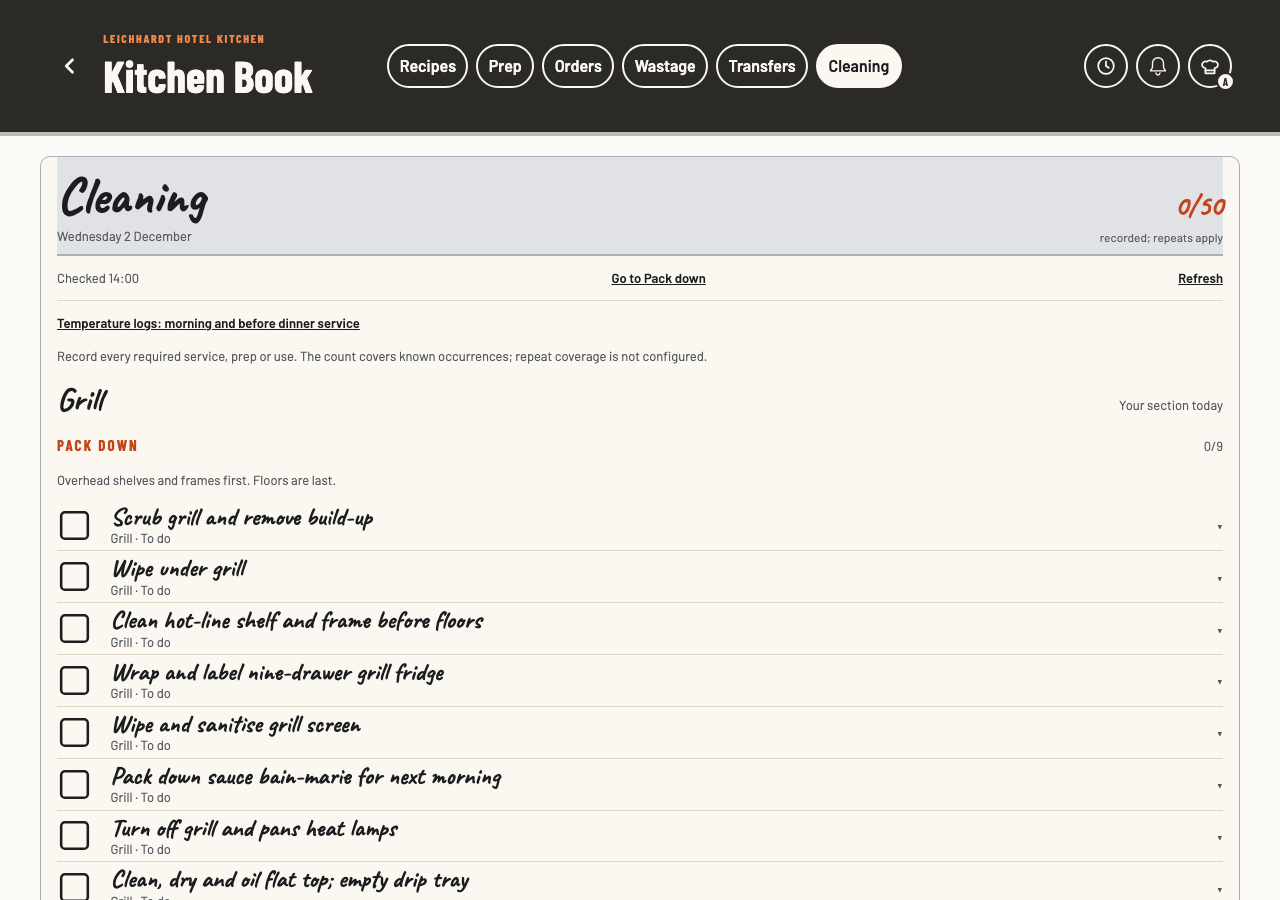 LEICHHARDT HOTEL KITCHEN
Kitchen Book
Recipes Prep Orders Wastage Transfers Cleaning
A
Cleaning
0/50
Wednesday 2 December
recorded; repeats apply
Checked 14:00 Go to Pack down Refresh
Temperature logs: morning and before dinner service
Record every required service, prep or use. The count covers known occurrences; repeat coverage is not configured.
Grill
Your section today
PACK DOWN
0/9
Overhead shelves and frames first. Floors are last.
Scrub grill and remove build-up
Grill · To do
Wipe under grill
Grill · To do
Clean hot-line shelf and frame before floors
Grill · To do
Wrap and label nine-drawer grill fridge
Grill · To do
Wipe and sanitise grill screen
Grill · To do
Pack down sauce bain-marie for next morning
Grill · To do
Turn off grill and pans heat lamps
Grill · To do
Clean, dry and oil flat top; empty drip tray
Grill · To do